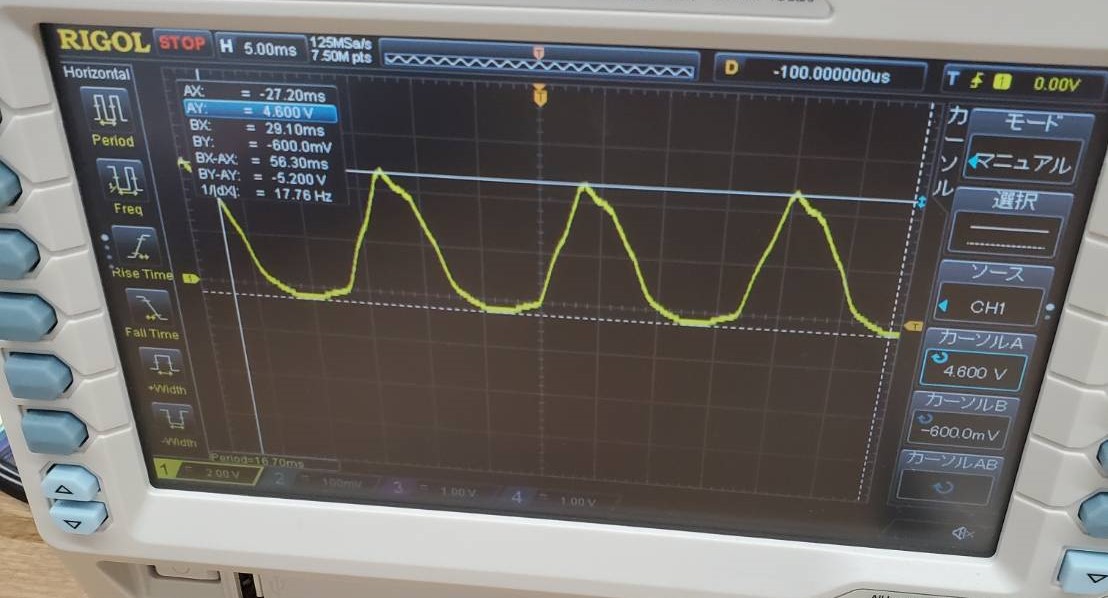 RIGOL STOP H 5.00ms 125MSa/s D -100.000000us T 1 0.00V
7.50M pts
Horizontal
Period
Freq
Rise Time
Fall Time
+Width
-Width
AX: = -27.20ms
AY: = 4.600 V
BX: = 29.10ms
BY: = -600.0mV
BX-AX: = 56.30ms
BY-AY: = -5.200 V
1/|dX|: = 17.76 Hz
T
T
1
T
カーソル
モード
マニュアル
選択
ソース
CH1
カーソルA
4.600 V
カーソルB
-600.0mV
カーソルAB
Period=16.70ms
1 = 2.00 V 2 = 100mV 3 = 1.00 V 4 = 1.00 V